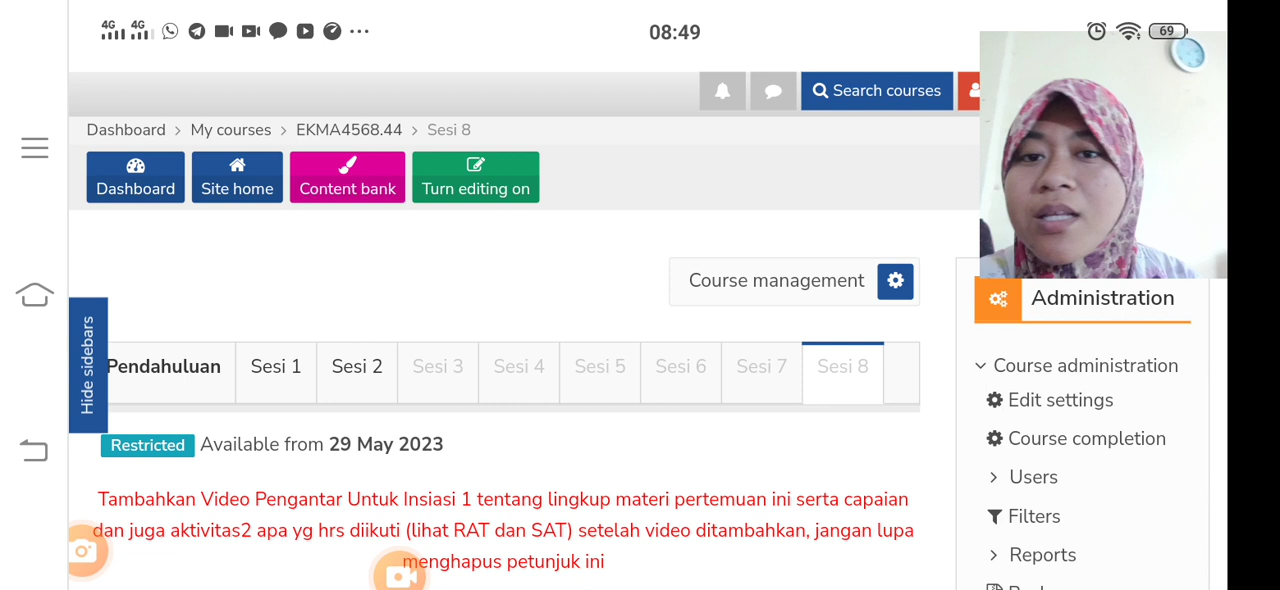 4G 4G 08:49 69
Search courses
Dashboard > My courses > EKMA4568.44 > Sesi 8
Dashboard Site home Content bank Turn editing on
Course management
Administration
Hide sidebars
Pendahuluan Sesi 1 Sesi 2 Sesi 3 Sesi 4 Sesi 5 Sesi 6 Sesi 7 Sesi 8
Restricted Available from 29 May 2023
Tambahkan Video Pengantar Untuk Insiasi 1 tentang lingkup materi pertemuan ini serta capaian
dan juga aktivitas2 apa yg hrs diikuti (lihat RAT dan SAT) setelah video ditambahkan, jangan lupa
menghapus petunjuk ini
Course administration
Edit settings
Course completion
Users
Filters
Reports